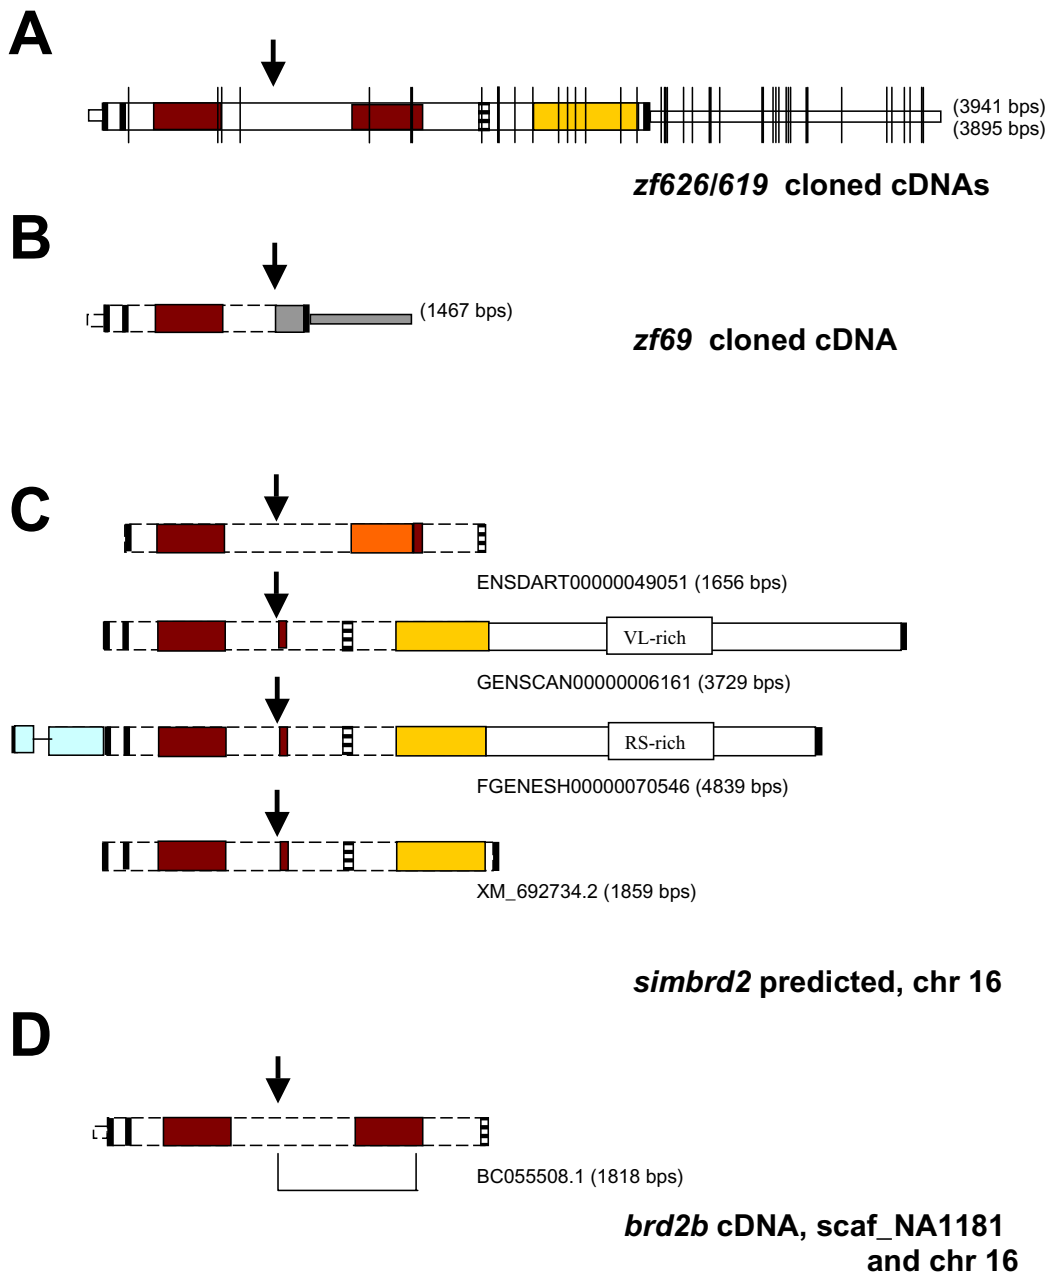 A
(3941 bps)
(3895 bps)
zf626/619 cloned cDNAs
B
(1467 bps)
zf69 cloned cDNA
C
ENSDART00000049051 (1656 bps)
VL-rich
GENSCAN00000006161 (3729 bps)
RS-rich
FGENESH00000070546 (4839 bps)
XM_692734.2 (1859 bps)
simbrd2 predicted, chr 16
D
BC055508.1 (1818 bps)
brd2b cDNA, scaf_NA1181
and chr 16